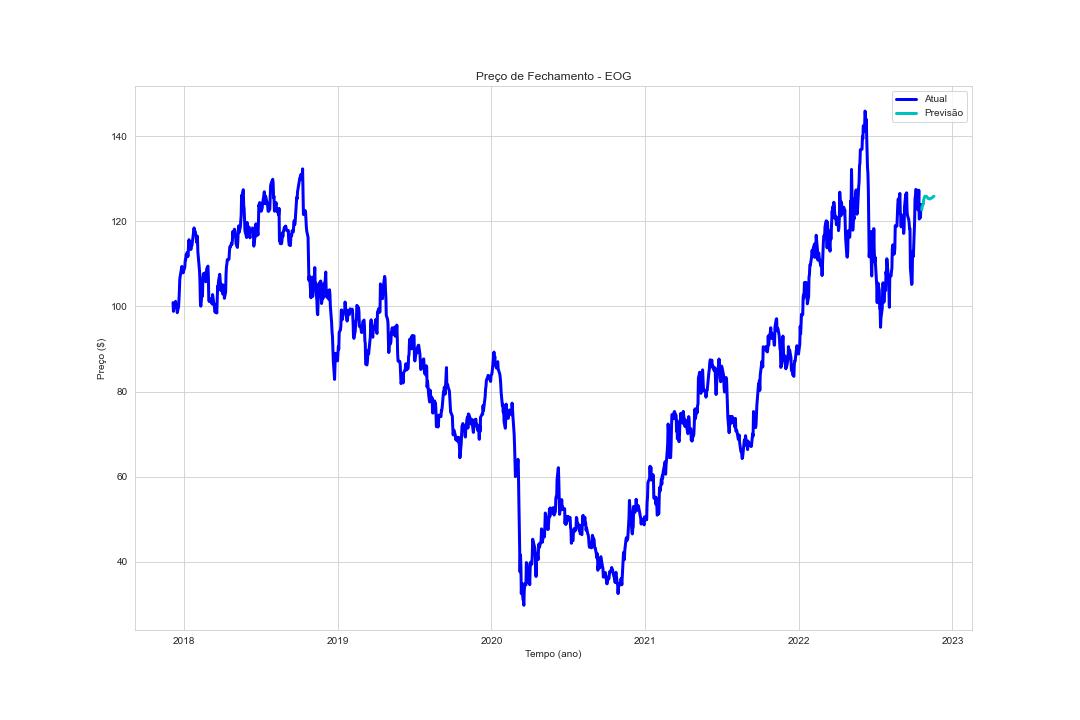 Preço de Fechamento - EOG
Atual
Previsão
Preço ($)
140
120
100
80
60
40
2018
2019
2020
2021
2022
2023
Tempo (ano)